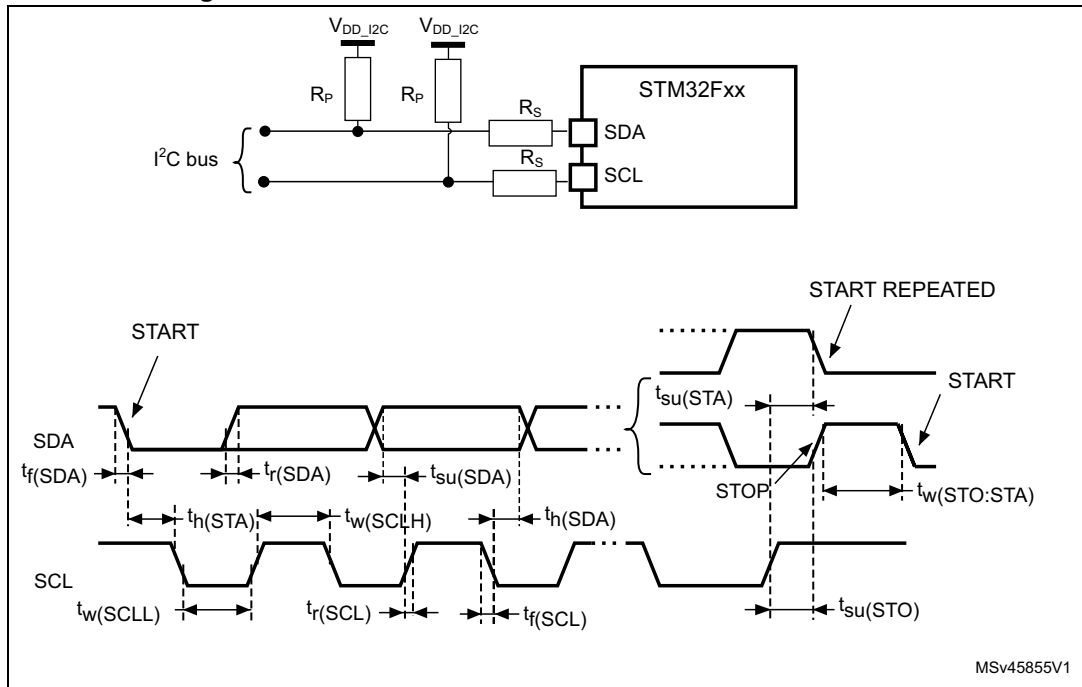 VDD_I2C VDD_I2C
STM32Fxx
RP RP
RS
SDA
I²C bus
RS
SCL
START REPEATED
START
START
tsu(STA)
SDA
tf(SDA) tr(SDA) tsu(SDA)
STOP
tw(STO:STA)
th(STA) tw(SCLH) th(SDA)
SCL
tw(SCLL) tr(SCL) tf(SCL) tsu(STO)
MSv45855V1